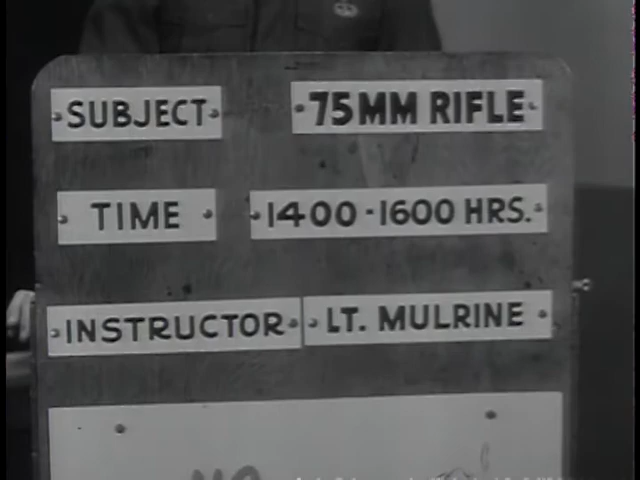 SUBJECT 75MM RIFLE
TIME 1400-1600 HRS.
INSTRUCTOR LT. MULRINE